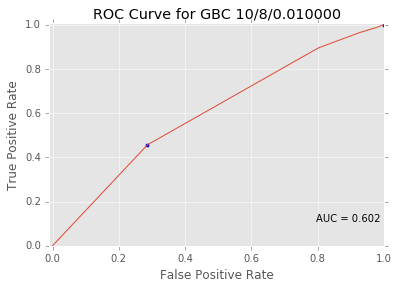 ROC Curve for GBC 10/8/0.010000
1.0
0.8
0.6
0.4
0.2
0.0
True Positive Rate
AUC = 0.602
0.0 0.2 0.4 0.6 0.8 1.0
False Positive Rate